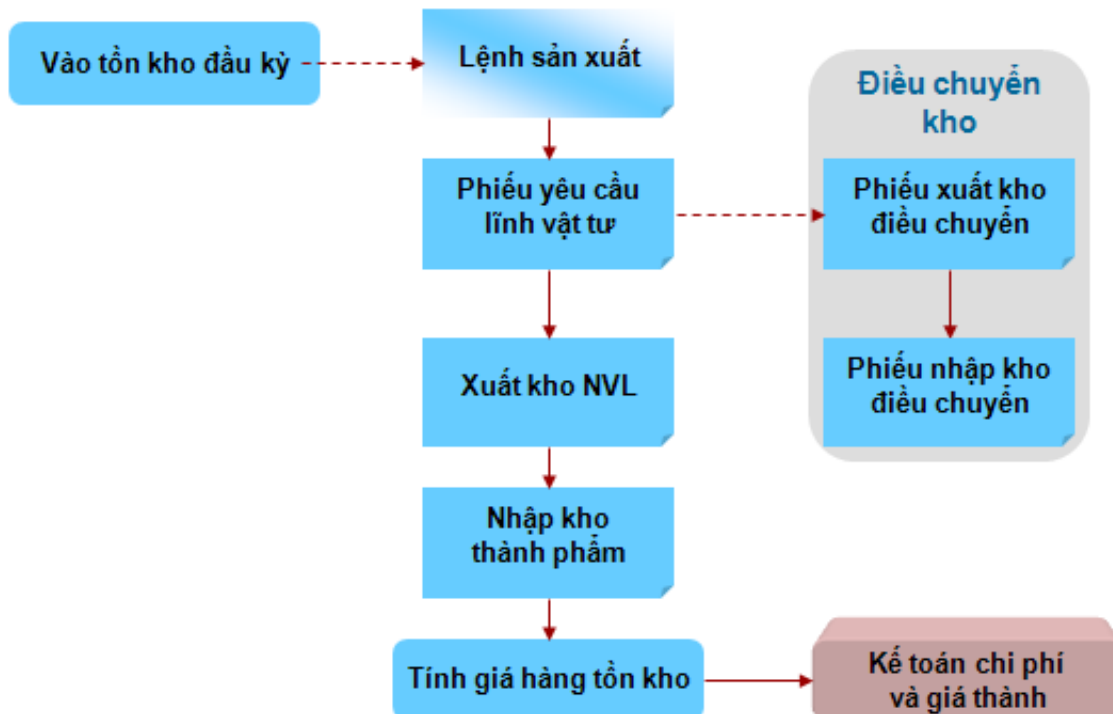 Vào tồn kho đầu kỳ
Lệnh sản xuất
Điều chuyển
kho
Phiếu yêu cầu
lĩnh vật tư
Phiếu xuất kho
điều chuyển
Xuất kho NVL
Phiếu nhập kho
điều chuyển
Nhập kho
thành phẩm
Tính giá hàng tồn kho
Kế toán chi phí
và giá thành